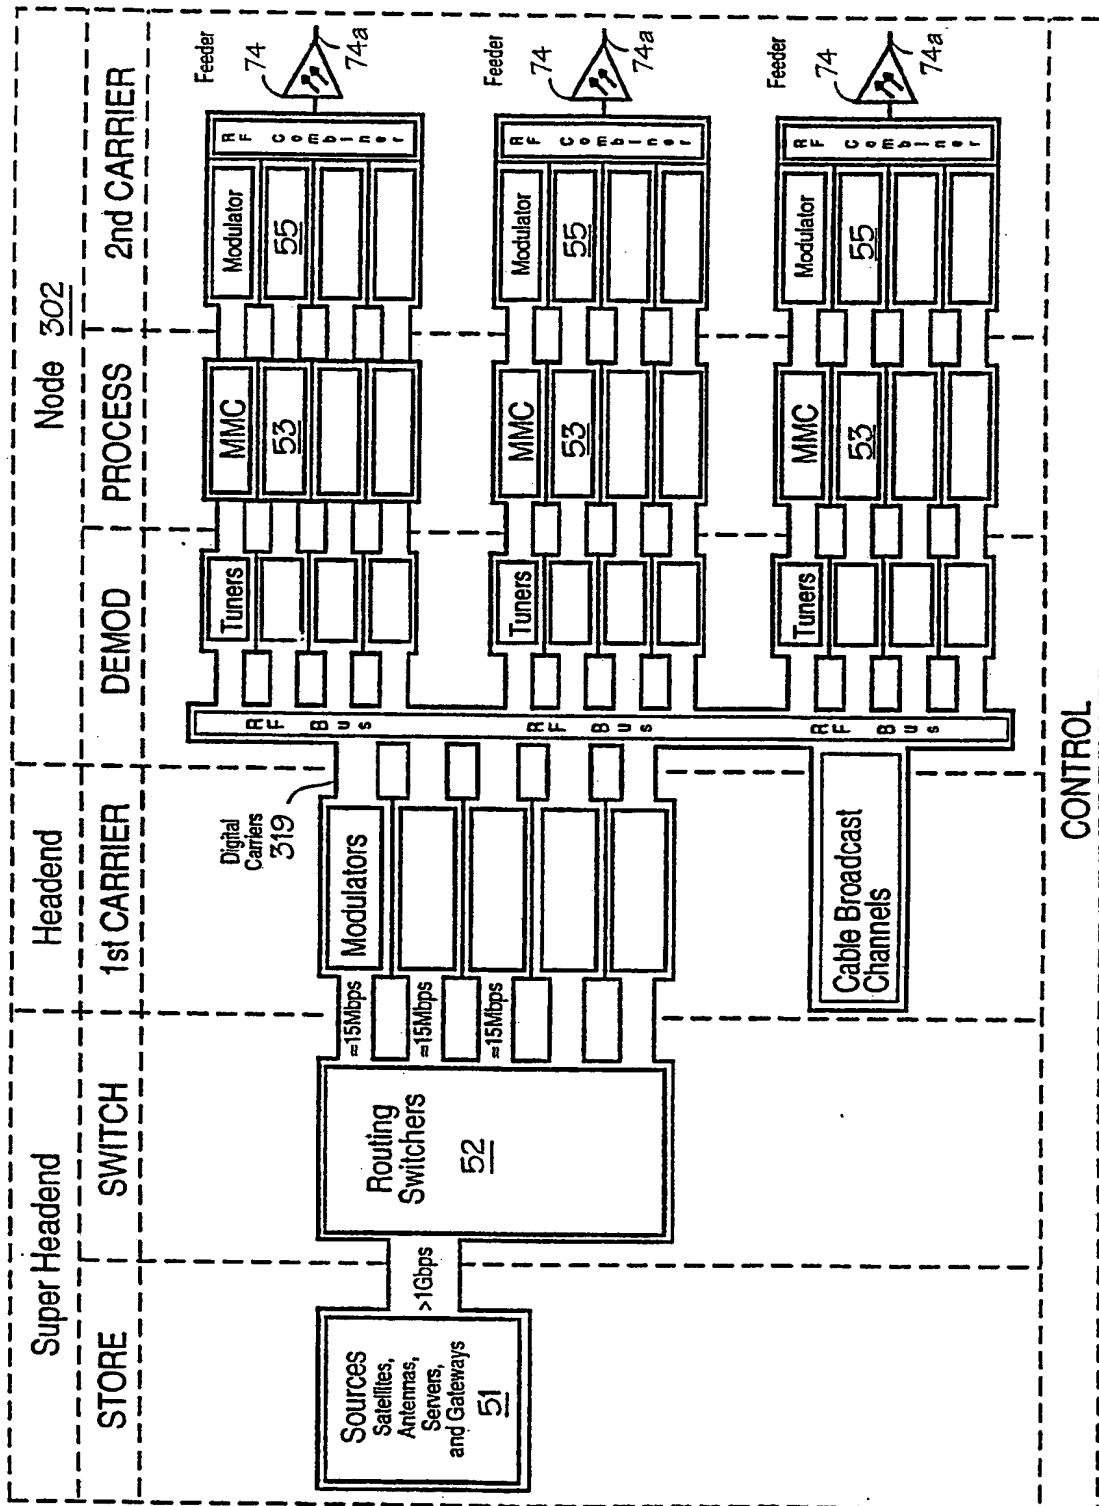 Super Headend
Headend
Node 302
STORE
SWITCH
1st CARRIER
DEMOD
PROCESS
2nd CARRIER
Sources
Satellites,
Antennas,
Servers,
and Gateways
51
>1Gbps
Routing
Switchers
52
≈15Mbps
≈15Mbps
≈15Mbps
Modulators
Digital
Carriers
319
Cable Broadcast
Channels
RF Bus
RF Bus
RF Bus
Tuners
MMC
53
Modulator
55
RF Combiner
Feeder
74
74a
Tuners
MMC
53
Modulator
55
RF Combiner
Feeder
74
74a
Tuners
MMC
53
Modulator
55
RF Combiner
Feeder
74
74a
CONTROL